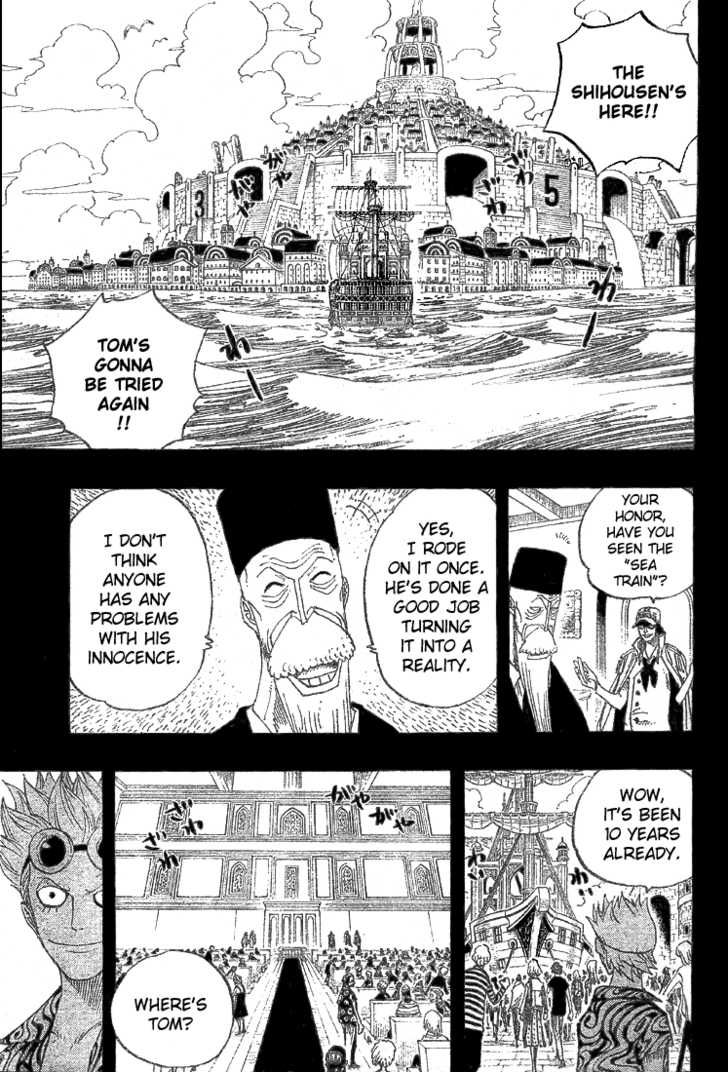 THE
SHIHOUSEN'S
HERE!!
3
5
TOM'S
GONNA
BE TRIED
AGAIN
!!
YOUR
HONOR,
HAVE YOU
SEEN THE
"SEA
TRAIN"?
YES,
I RODE
ON IT ONCE.
HE'S DONE A
GOOD JOB
TURNING
IT INTO A
REALITY.
I DON'T
THINK
ANYONE
HAS ANY
PROBLEMS
WITH HIS
INNOCENCE.
WOW,
IT'S BEEN
10 YEARS
ALREADY.
WHERE'S
TOM?